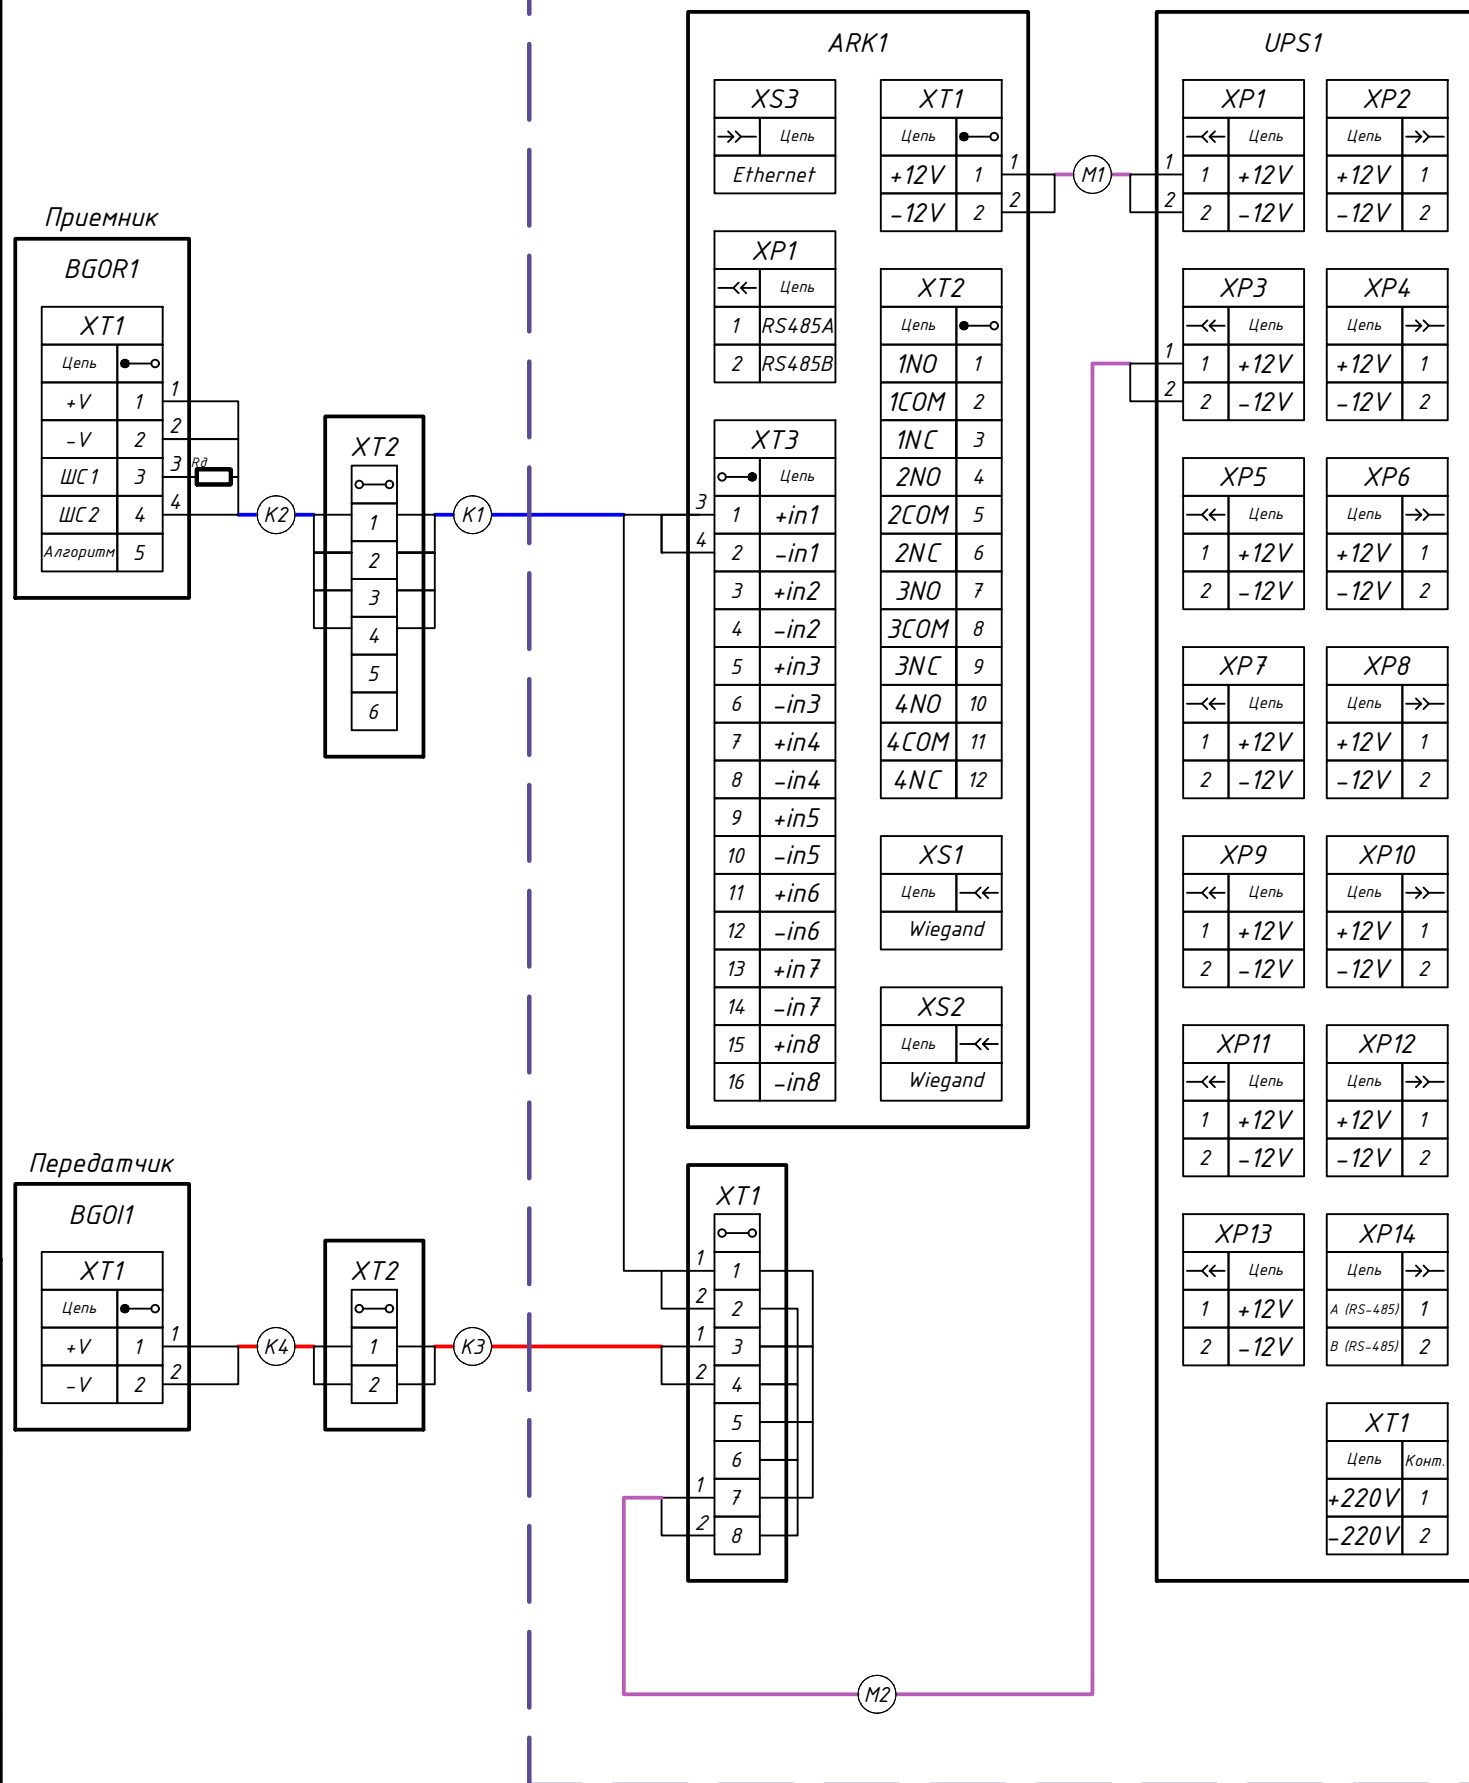 Приемник
BGOR1
XT1
Цепь
+V 1 1
-V 2 2
ШС1 3 3 Rд
ШС2 4 4
Алгоритм 5
K2
XT2
1
2
3
4
5
6
K1
Передатчик
BGOI1
XT1
Цепь
+V 1 1
-V 2 2
K4
XT2
1
2
K3
ARK1
XS3
Цепь
Ethernet
XP1
Цепь
1 RS485A
2 RS485B
XT3
Цепь
3 1 +in1
4 2 -in1
3 +in2
4 -in2
5 +in3
6 -in3
7 +in4
8 -in4
9 +in5
10 -in5
11 +in6
12 -in6
13 +in7
14 -in7
15 +in8
16 -in8
XT1
Цепь
+12V 1 1
-12V 2 2
XT2
Цепь
1NO 1
1COM 2
1NC 3
2NO 4
2COM 5
2NC 6
3NO 7
3COM 8
3NC 9
4NO 10
4COM 11
4NC 12
XS1
Цепь
Wiegand
XS2
Цепь
Wiegand
M1
XT1
1 1
2 2
1 3
2 4
5
6
1 7
2 8
M2
UPS1
XP1
Цепь
1 1 +12V
2 2 -12V
XP2
Цепь
+12V 1
-12V 2
XP3
Цепь
1 1 +12V
2 2 -12V
XP4
Цепь
+12V 1
-12V 2
XP5
Цепь
1 +12V
2 -12V
XP6
Цепь
+12V 1
-12V 2
XP7
Цепь
1 +12V
2 -12V
XP8
Цепь
+12V 1
-12V 2
XP9
Цепь
1 +12V
2 -12V
XP10
Цепь
+12V 1
-12V 2
XP11
Цепь
1 +12V
2 -12V
XP12
Цепь
+12V 1
-12V 2
XP13
Цепь
1 +12V
2 -12V
XP14
Цепь
A (RS-485) 1
B (RS-485) 2
XT1
Цепь Конт.
+220V 1
-220V 2